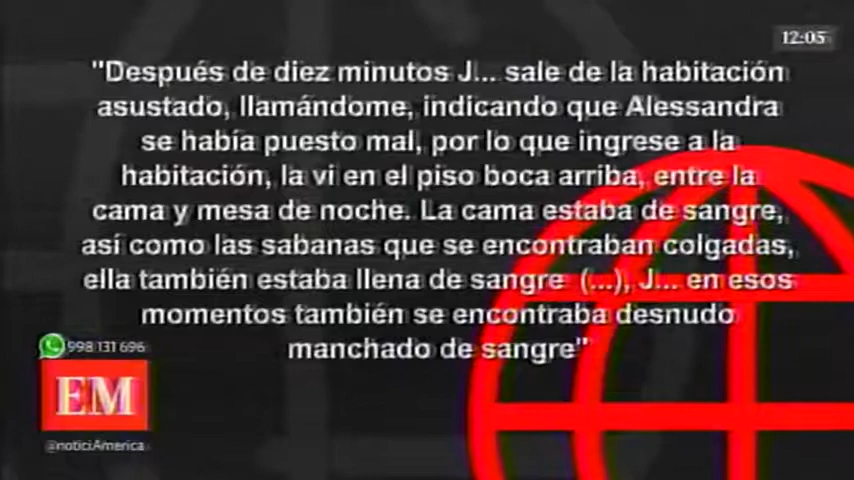 12:05
"Después de diez minutos J... sale de la habitación
asustado, llamándome, indicando que Alessandra
se había puesto mal, por lo que ingrese a la
habitación, la vi en el piso boca arriba, entre la
cama y mesa de noche. La cama estaba de sangre,
así como las sabanas que se encontraban colgadas,
ella también estaba llena de sangre (...), J... en esos
momentos también se encontraba desnudo
manchado de sangre"
998 131 696
EM
@noticiAmerica